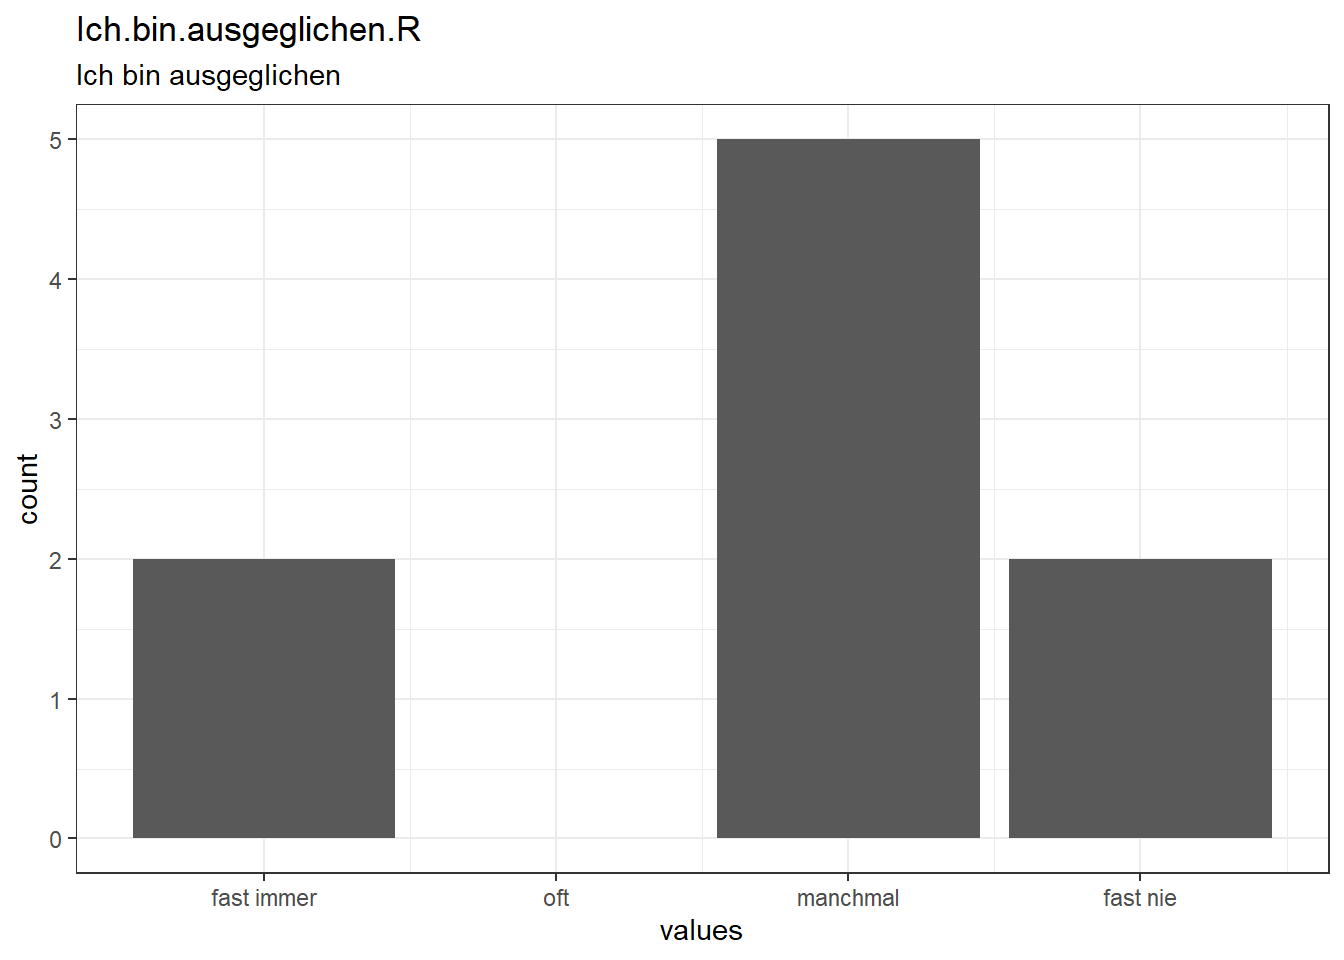 Ich.bin.ausgeglichen.R
Ich bin ausgeglichen
5
4
3
2
1
0
count
fast immer oft manchmal fast nie
values